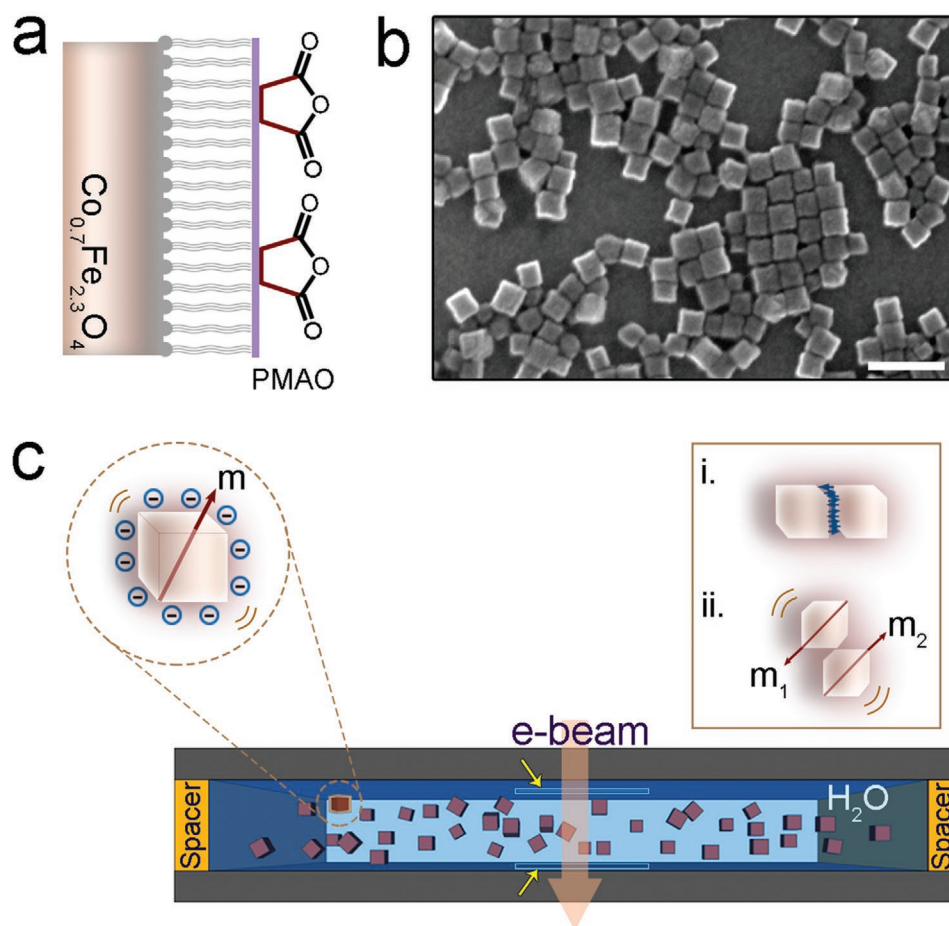 a
O
O
O
O
O
O
Co0.7Fe2.3O4
PMAO
b
c
m
i.
ii.
m2
m1
e-beam
H2O
Spacer
Spacer